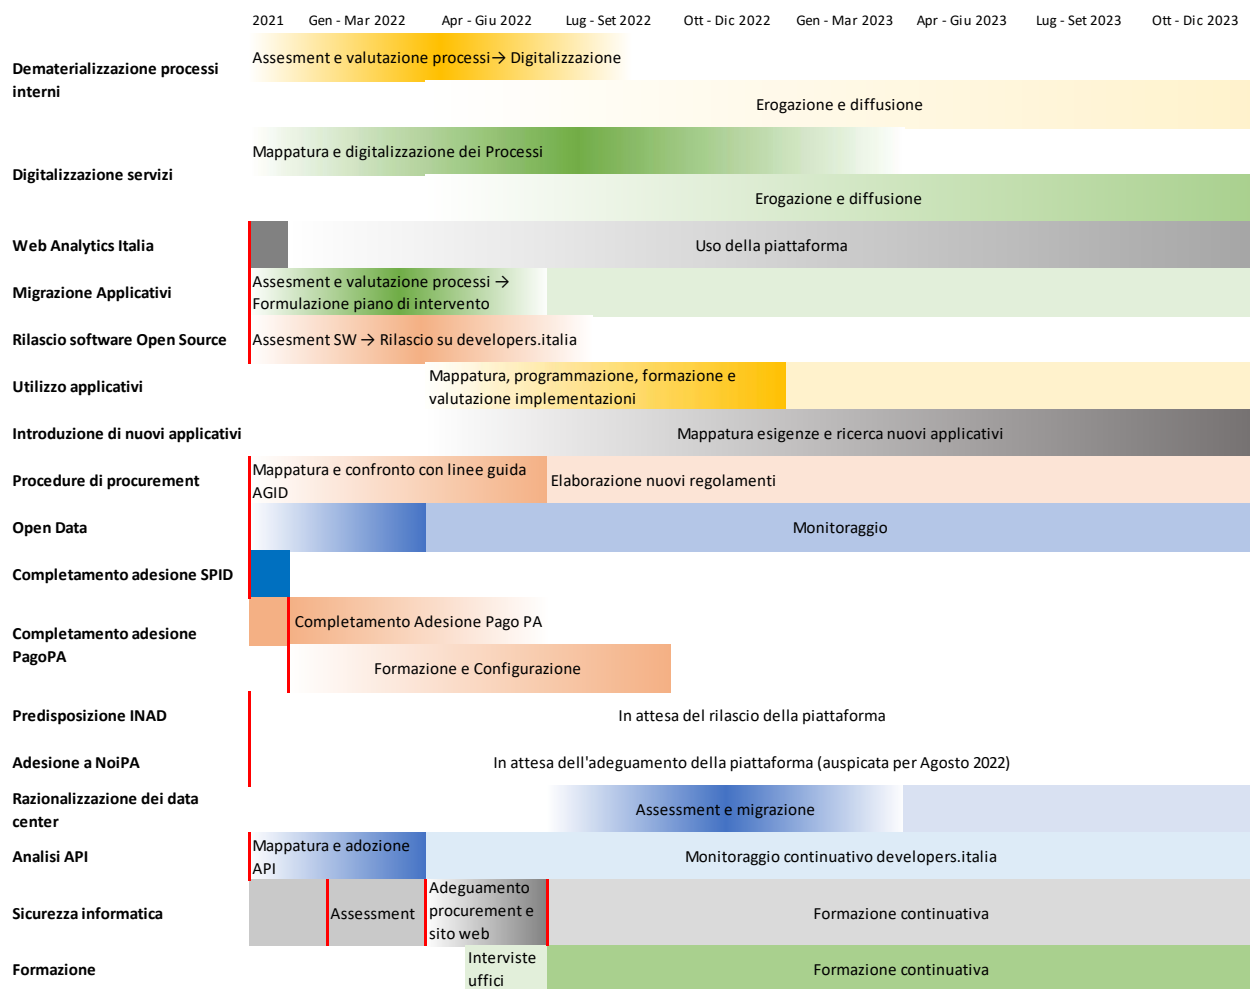 2021 Gen - Mar 2022 Apr - Giu 2022 Lug - Set 2022 Ott - Dic 2022 Gen - Mar 2023 Apr - Giu 2023 Lug - Set 2023 Ott - Dic 2023
Dematerializzazione processi
interni
Assesment e valutazione processi→ Digitalizzazione
Erogazione e diffusione
Digitalizzazione servizi
Mappatura e digitalizzazione dei Processi
Erogazione e diffusione
Web Analytics Italia
Uso della piattaforma
Migrazione Applicativi
Assesment e valutazione processi →
Formulazione piano di intervento
Rilascio software Open Source
Assesment SW → Rilascio su developers.italia
Utilizzo applicativi
Mappatura, programmazione, formazione e
valutazione implementazioni
Introduzione di nuovi applicativi
Mappatura esigenze e ricerca nuovi applicativi
Procedure di procurement
Mappatura e confronto con linee guida
AGID
Elaborazione nuovi regolamenti
Open Data
Monitoraggio
Completamento adesione SPID
Completamento adesione
PagoPA
Completamento Adesione Pago PA
Formazione e Configurazione
Predisposizione INAD
In attesa del rilascio della piattaforma
Adesione a NoiPA
In attesa dell'adeguamento della piattaforma (auspicata per Agosto 2022)
Razionalizzazione dei data
center
Assessment e migrazione
Analisi API
Mappatura e adozione
API
Monitoraggio continuativo developers.italia
Sicurezza informatica
Assessment
Adeguamento
procurement e
sito web
Formazione continuativa
Formazione
Interviste
uffici
Formazione continuativa